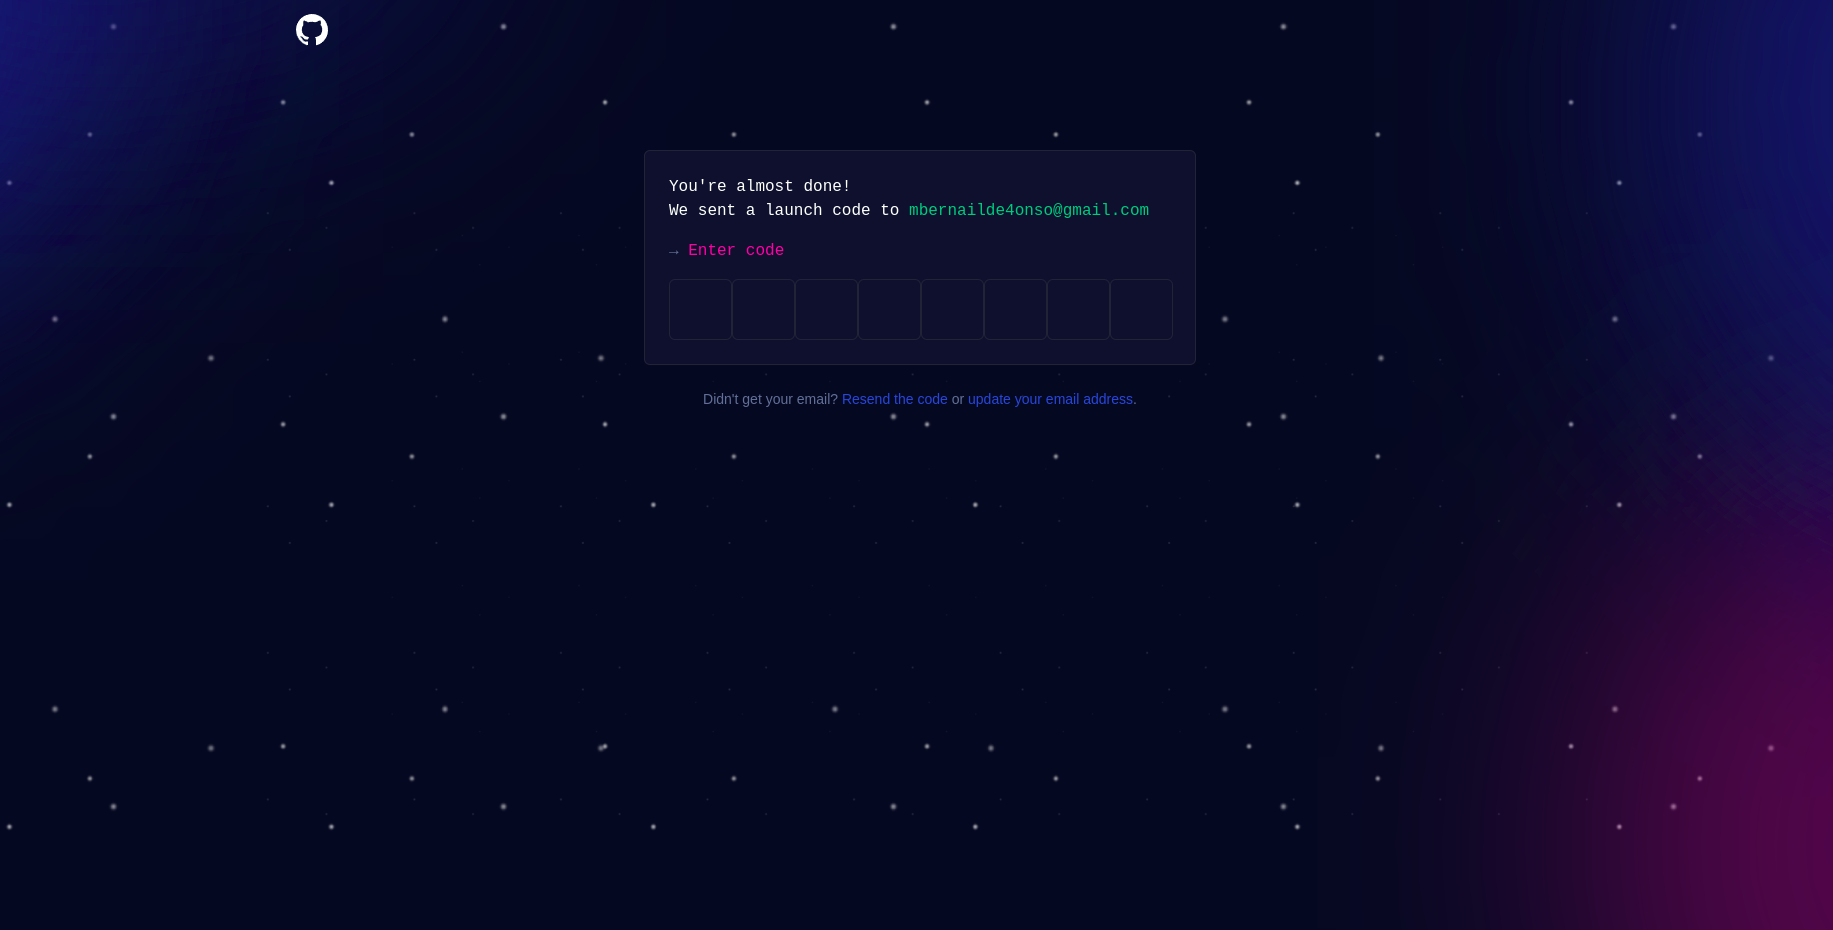 You're almost done!
We sent a launch code to mbernailde4onso@gmail.com
→ Enter code
Didn't get your email? Resend the code or update your email address.